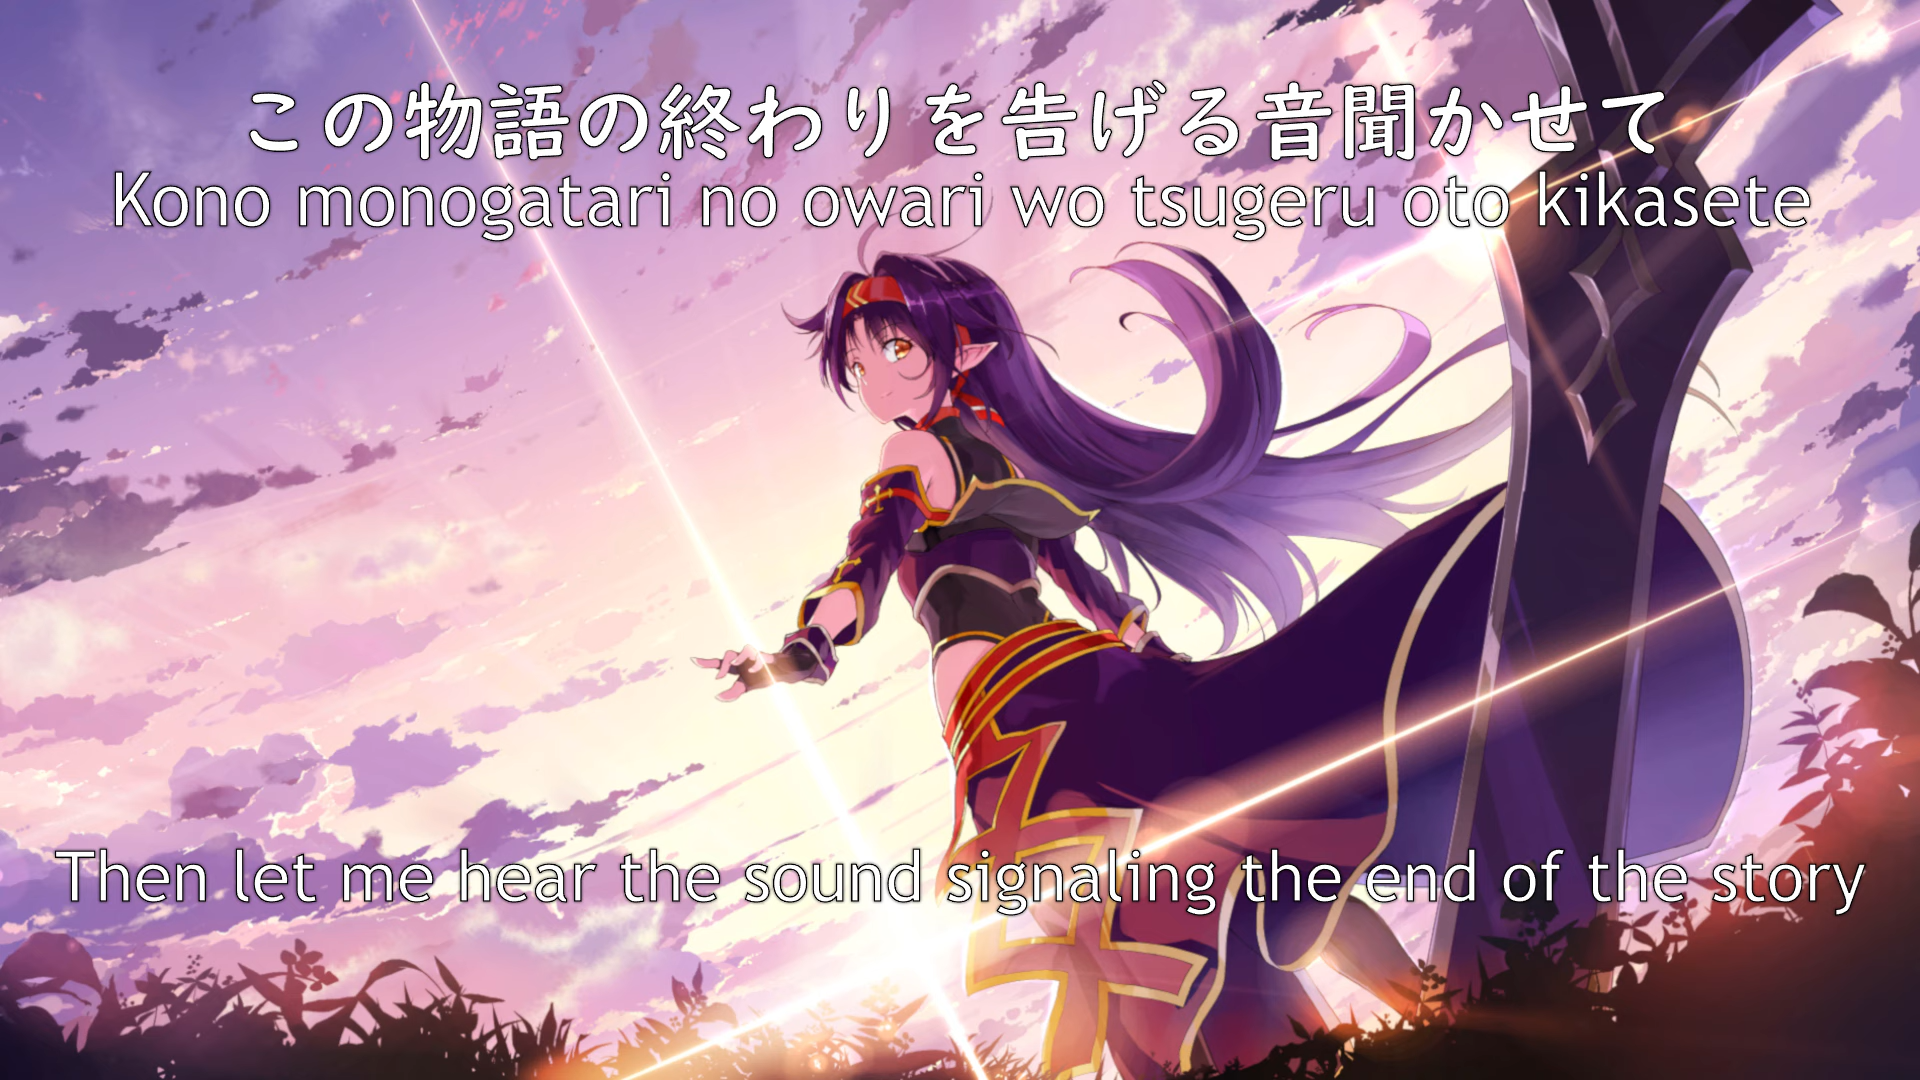 この物語の終わりを告げる音聞かせて
Kono monogatari no owari wo tsugeru oto kikasete
Then let me hear the sound signaling the end of the story